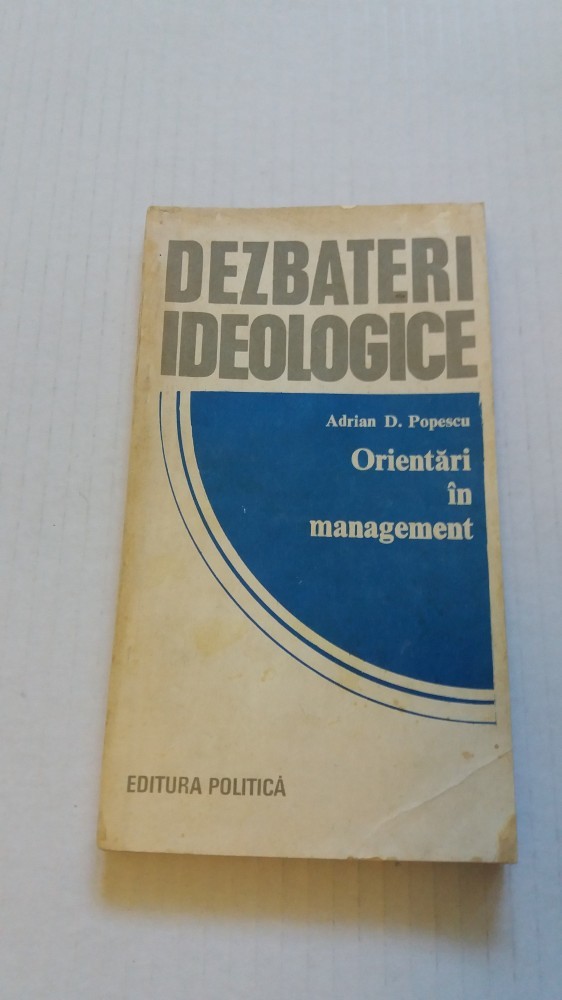 DEZBATERI
IDEOLOGICE
Adrian D. Popescu
Orientări
în
management
EDITURA POLITICĂ